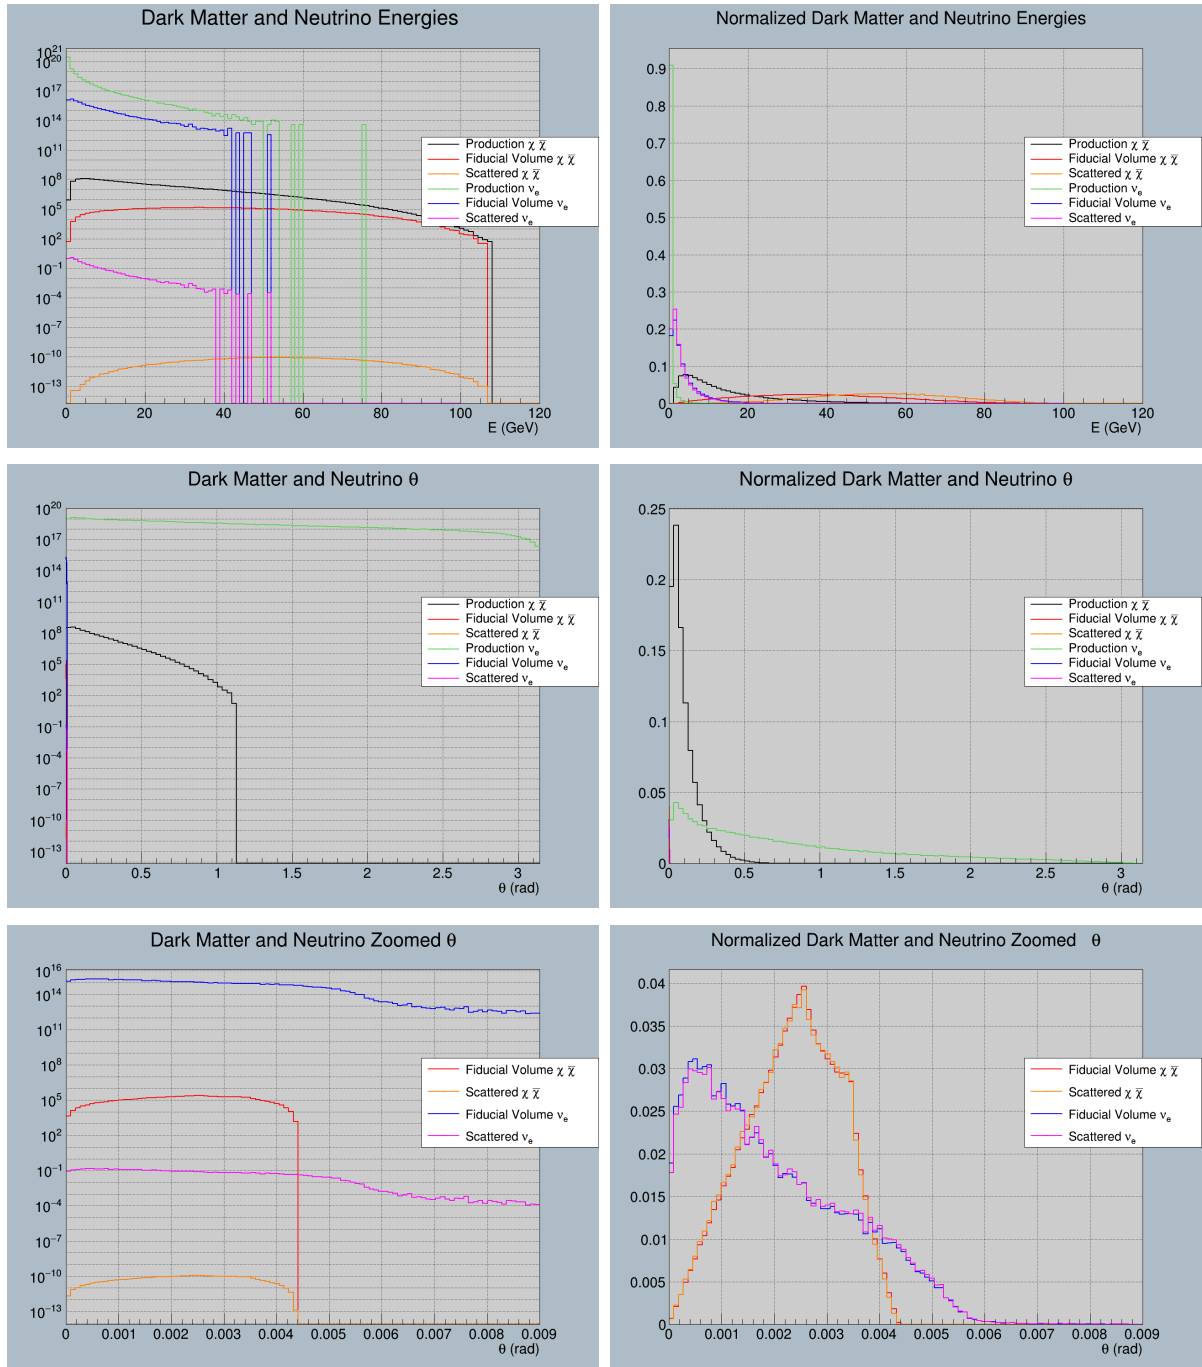 Dark Matter and Neutrino Energies
10^21
10^20
10^17
10^14
10^11
10^8
10^5
10^2
10^-1
10^-4
10^-7
10^-10
10^-13
0 20 40 60 80 100 120
E (GeV)
Production χ χ̅
Fiducial Volume χ χ̅
Scattered χ χ̅
Production ν_e
Fiducial Volume ν_e
Scattered ν_e
Normalized Dark Matter and Neutrino Energies
0.9
0.8
0.7
0.6
0.5
0.4
0.3
0.2
0.1
0
0 20 40 60 80 100 120
E (GeV)
Production χ χ̅
Fiducial Volume χ χ̅
Scattered χ χ̅
Production ν_e
Fiducial Volume ν_e
Scattered ν_e
Dark Matter and Neutrino θ
10^20
10^17
10^14
10^11
10^8
10^5
10^2
10^-1
10^-4
10^-7
10^-10
10^-13
0 0.5 1 1.5 2 2.5 3
θ (rad)
Production χ χ̅
Fiducial Volume χ χ̅
Scattered χ χ̅
Production ν_e
Fiducial Volume ν_e
Scattered ν_e
Normalized Dark Matter and Neutrino θ
0.25
0.2
0.15
0.1
0.05
0
0 0.5 1 1.5 2 2.5 3
θ (rad)
Production χ χ̅
Fiducial Volume χ χ̅
Scattered χ χ̅
Production ν_e
Fiducial Volume ν_e
Scattered ν_e
Dark Matter and Neutrino Zoomed θ
10^16
10^14
10^11
10^8
10^5
10^2
10^-1
10^-4
10^-7
10^-10
10^-13
0 0.001 0.002 0.003 0.004 0.005 0.006 0.007 0.008 0.009
θ (rad)
Fiducial Volume χ χ̅
Scattered χ χ̅
Fiducial Volume ν_e
Scattered ν_e
Normalized Dark Matter and Neutrino Zoomed θ
0.04
0.035
0.03
0.025
0.02
0.015
0.01
0.005
0
0 0.001 0.002 0.003 0.004 0.005 0.006 0.007 0.008 0.009
θ (rad)
Fiducial Volume χ χ̅
Scattered χ χ̅
Fiducial Volume ν_e
Scattered ν_e